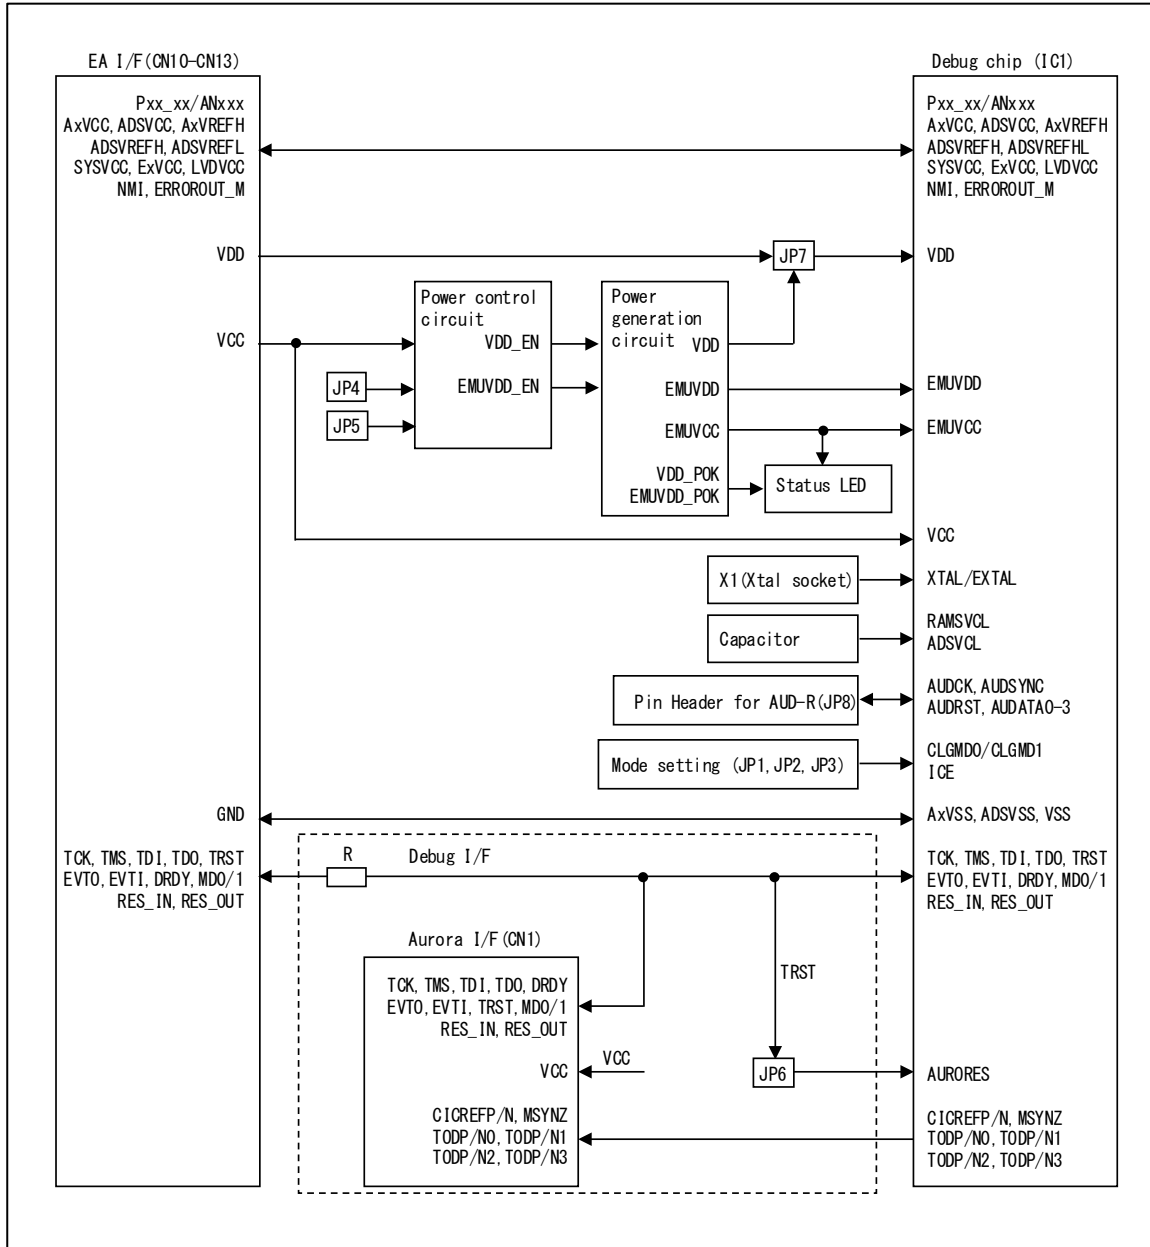 EA I/F(CN10-CN13)
Debug chip (IC1)
Pxx_xx/ANxxx
AxVCC, ADSVCC, AxVREFH
ADSVREFH, ADSVREFL
SYSVCC, ExVCC, LVDVCC
NMI, ERROROUT_M
Pxx_xx/ANxxx
AxVCC, ADSVCC, AxVREFH
ADSVREFH, ADSVREFHL
SYSVCC, ExVCC, LVDVCC
NMI, ERROROUT_M
VDD
JP7
VDD
Power control
circuit
VDD_EN
EMUVDD_EN
Power
generation
circuit
VDD
EMUVDD
EMUVCC
VDD_POK
EMUVDD_POK
VCC
JP4
JP5
EMUVDD
EMUVCC
Status LED
VCC
X1(Xtal socket)
XTAL/EXTAL
Capacitor
RAMSVCL
ADSVCL
Pin Header for AUD-R(JP8)
AUDCK, AUDSYNC
AUDRST, AUDATA0-3
Mode setting (JP1, JP2, JP3)
CLGMD0/CLGMD1
ICE
GND
AxVSS, ADSVSS, VSS
TCK, TMS, TDI, TDO, TRST
EVTO, EVTI, DRDY, MD0/1
RES_IN, RES_OUT
R
Debug I/F
TCK, TMS, TDI, TDO, TRST
EVTO, EVTI, DRDY, MD0/1
RES_IN, RES_OUT
Aurora I/F(CN1)
TCK, TMS, TDI, TDO, DRDY
EVTO, EVTI, TRST, MD0/1
RES_IN, RES_OUT
TRST
VCC
VCC
JP6
AURORES
CICREFP/N, MSYNZ
TODP/N0, TODP/N1
TODP/N2, TODP/N3
CICREFP/N, MSYNZ
TODP/N0, TODP/N1
TODP/N2, TODP/N3